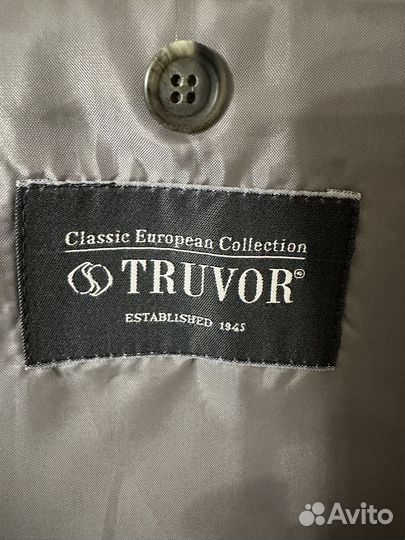 Classic European Collection
TRUVOR®
ESTABLISHED 1945
Avito